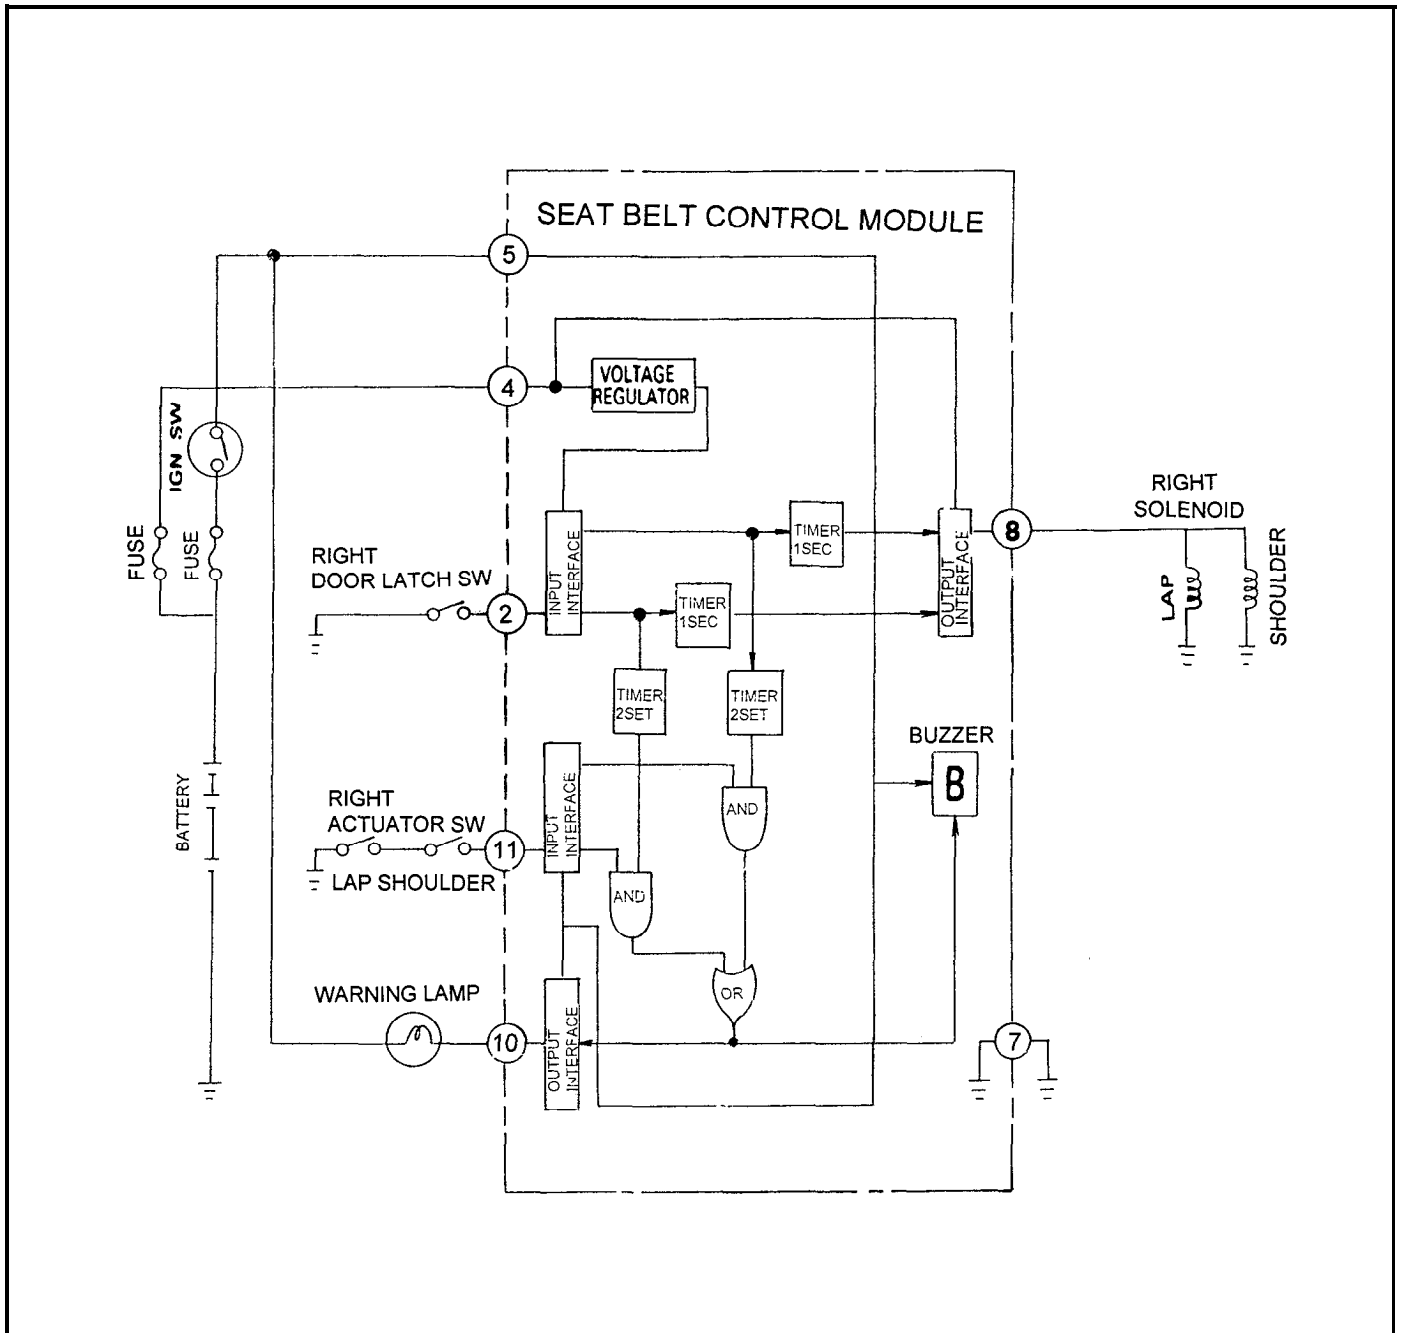 SEAT BELT CONTROL MODULE
5
4
VOLTAGE
REGULATOR
IGN SW
FUSE
FUSE
RIGHT
DOOR LATCH SW
2
INPUT
INTERFACE
TIMER
1SEC
TIMER
1SEC
OUTPUT
INTERFACE
8
RIGHT
SOLENOID
LAP
SHOULDER
TIMER
2SET
TIMER
2SET
BUZZER
B
BATTERY
RIGHT
ACTUATOR SW
11
LAP SHOULDER
INPUT
INTERFACE
AND
AND
OR
WARNING LAMP
10
OUTPUT
INTERFACE
7